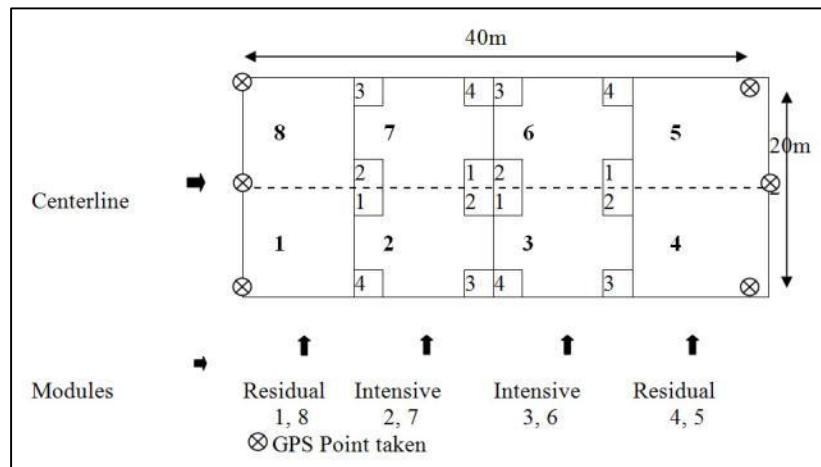 40m
3 4 3 4
8 7 6 5
20m
2 1 2 1
Centerline
1 2 1 2
1 2 3 4
4 3 4 3
Modules
Residual Intensive Intensive Residual
1, 8 2, 7 3, 6 4, 5
GPS Point taken